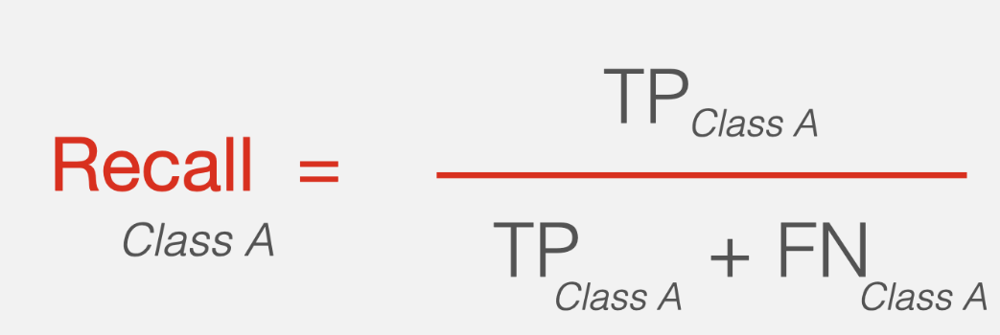 TP Class A
Recall =
Class A
TP Class A + FN Class A